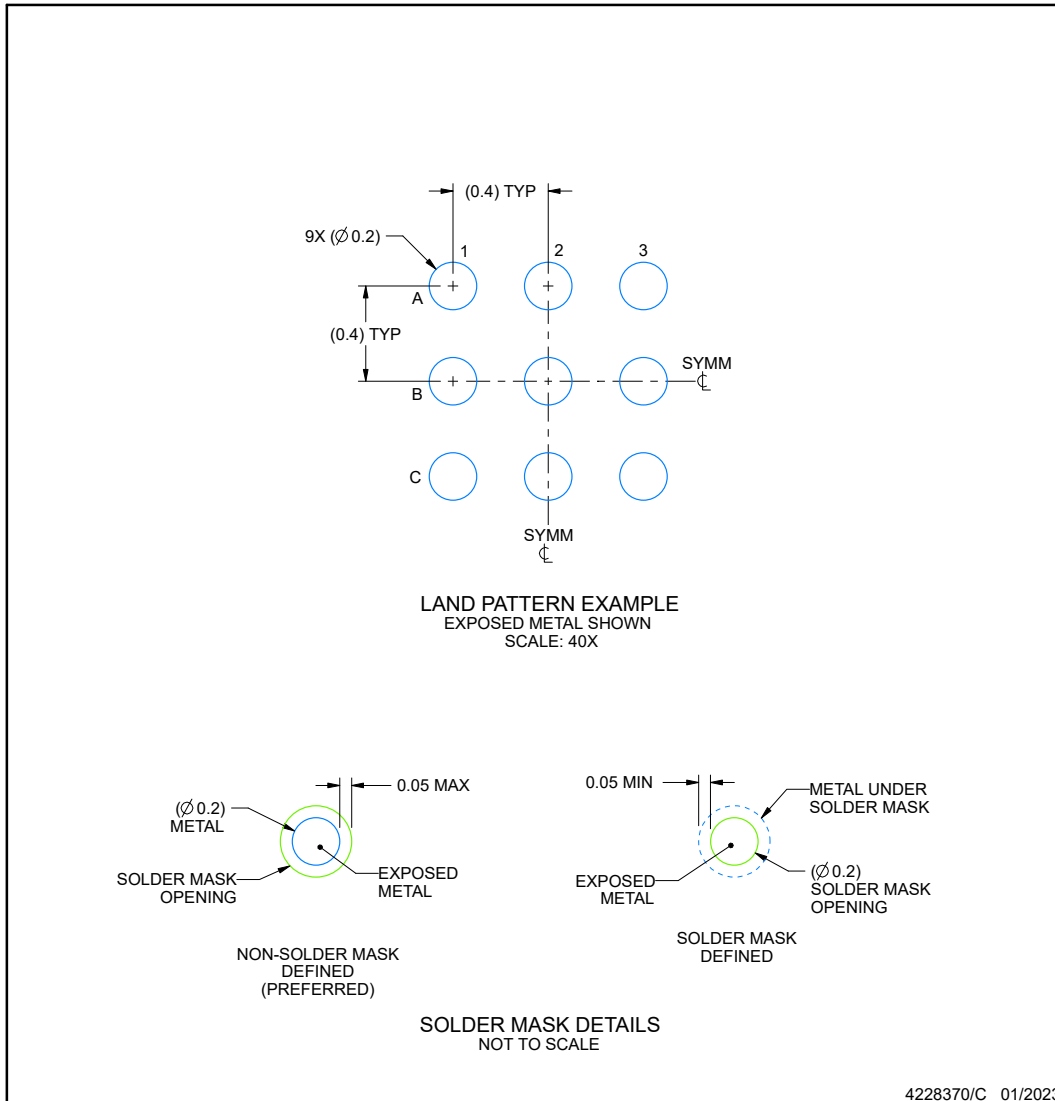 (0.4) TYP
9X (∅ 0.2)
1
2
3
A
(0.4) TYP
SYMM
℄
B
C
SYMM
℄
LAND PATTERN EXAMPLE
EXPOSED METAL SHOWN
SCALE: 40X
0.05 MAX
(∅ 0.2)
METAL
SOLDER MASK
OPENING
EXPOSED
METAL
NON-SOLDER MASK
DEFINED
(PREFERRED)
0.05 MIN
METAL UNDER
SOLDER MASK
EXPOSED
METAL
(∅ 0.2)
SOLDER MASK
OPENING
SOLDER MASK
DEFINED
SOLDER MASK DETAILS
NOT TO SCALE
4228370/C 01/2023